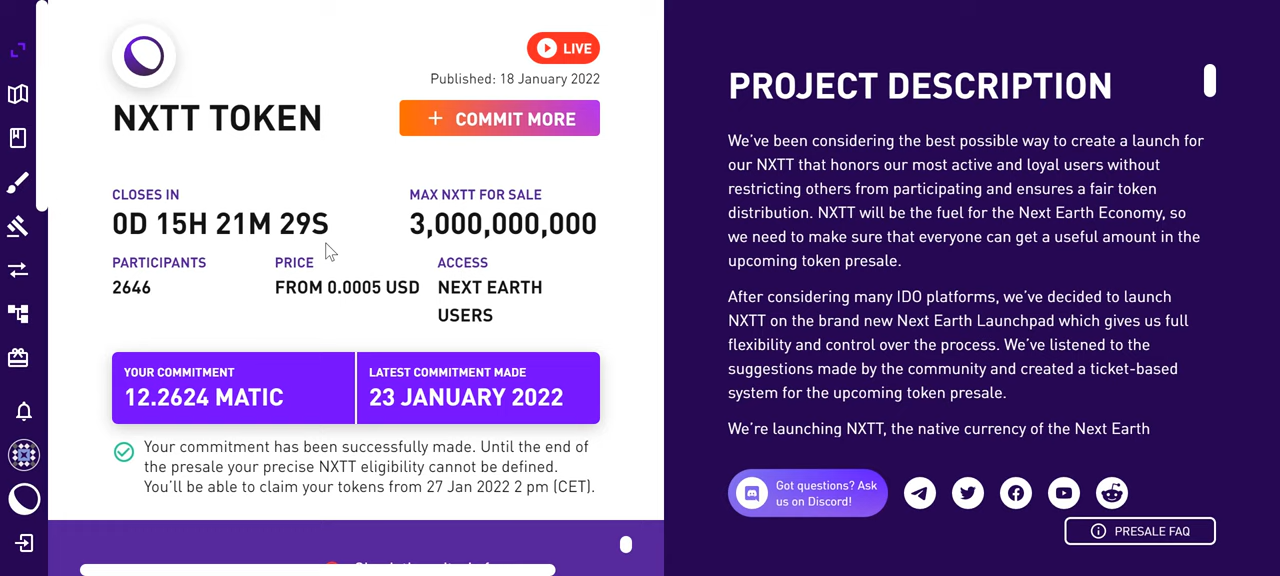 LIVE
Published: 18 January 2022
NXTT TOKEN
+ COMMIT MORE
CLOSES IN
0D 15H 21M 29S
MAX NXTT FOR SALE
3,000,000,000
PARTICIPANTS
2646
PRICE
FROM 0.0005 USD
ACCESS
NEXT EARTH
USERS
YOUR COMMITMENT
12.2624 MATIC
LATEST COMMITMENT MADE
23 JANUARY 2022
Your commitment has been successfully made. Until the end of
the presale your precise NXTT eligibility cannot be defined.
You'll be able to claim your tokens from 27 Jan 2022 2 pm (CET).
PROJECT DESCRIPTION
We've been considering the best possible way to create a launch for
our NXTT that honors our most active and loyal users without
restricting others from participating and ensures a fair token
distribution. NXTT will be the fuel for the Next Earth Economy, so
we need to make sure that everyone can get a useful amount in the
upcoming token presale.
After considering many IDO platforms, we've decided to launch
NXTT on the brand new Next Earth Launchpad which gives us full
flexibility and control over the process. We've listened to the
suggestions made by the community and created a ticket-based
system for the upcoming token presale.
We're launching NXTT, the native currency of the Next Earth
Got questions? Ask
us on Discord!
PRESALE FAQ